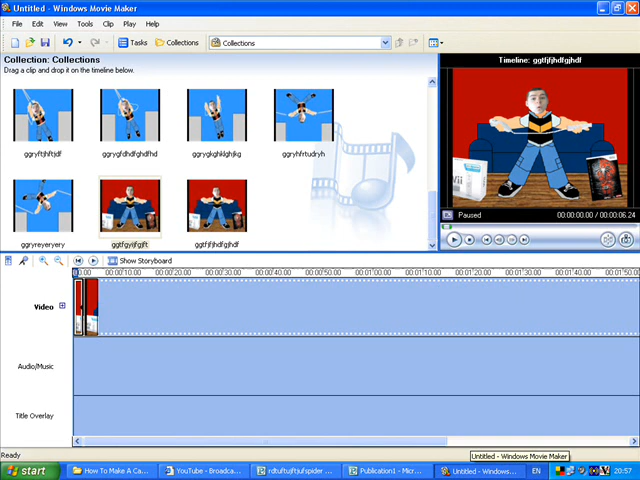 Untitled - Windows Movie Maker
File Edit View Tools Clip Play Help
Tasks Collections Collections
Collection: Collections
Drag a clip and drop it on the timeline below.
ggryftjhftjdf ggrygfdhdfghdfhd ggrygkghklghjkg ggryhfrtudryh
ggryreyeryery ggtfgyijfgjft ggtfjfjhdfgjhdf
Timeline: ggtfjfjhdfgjhdf
Wii
Paused 00:00:00.00 / 00:00:06.24
Show Storyboard
00:00'10.00 00:00'20.00 00:00'30.00 00:00'40.00 00:00'50.00 00:01'00.00 00:01'10.00 00:01'20.00 00:01'30.00 00:01'40.00 00:01'50.00
Video
Audio/Music
Title Overlay
Ready
Untitled - Windows Movie Maker
start How To Make A Ca... YouTube - Broadca... rdtuftujftjufspider Publication1 - Micr... Untitled - Windows... EN 20:57